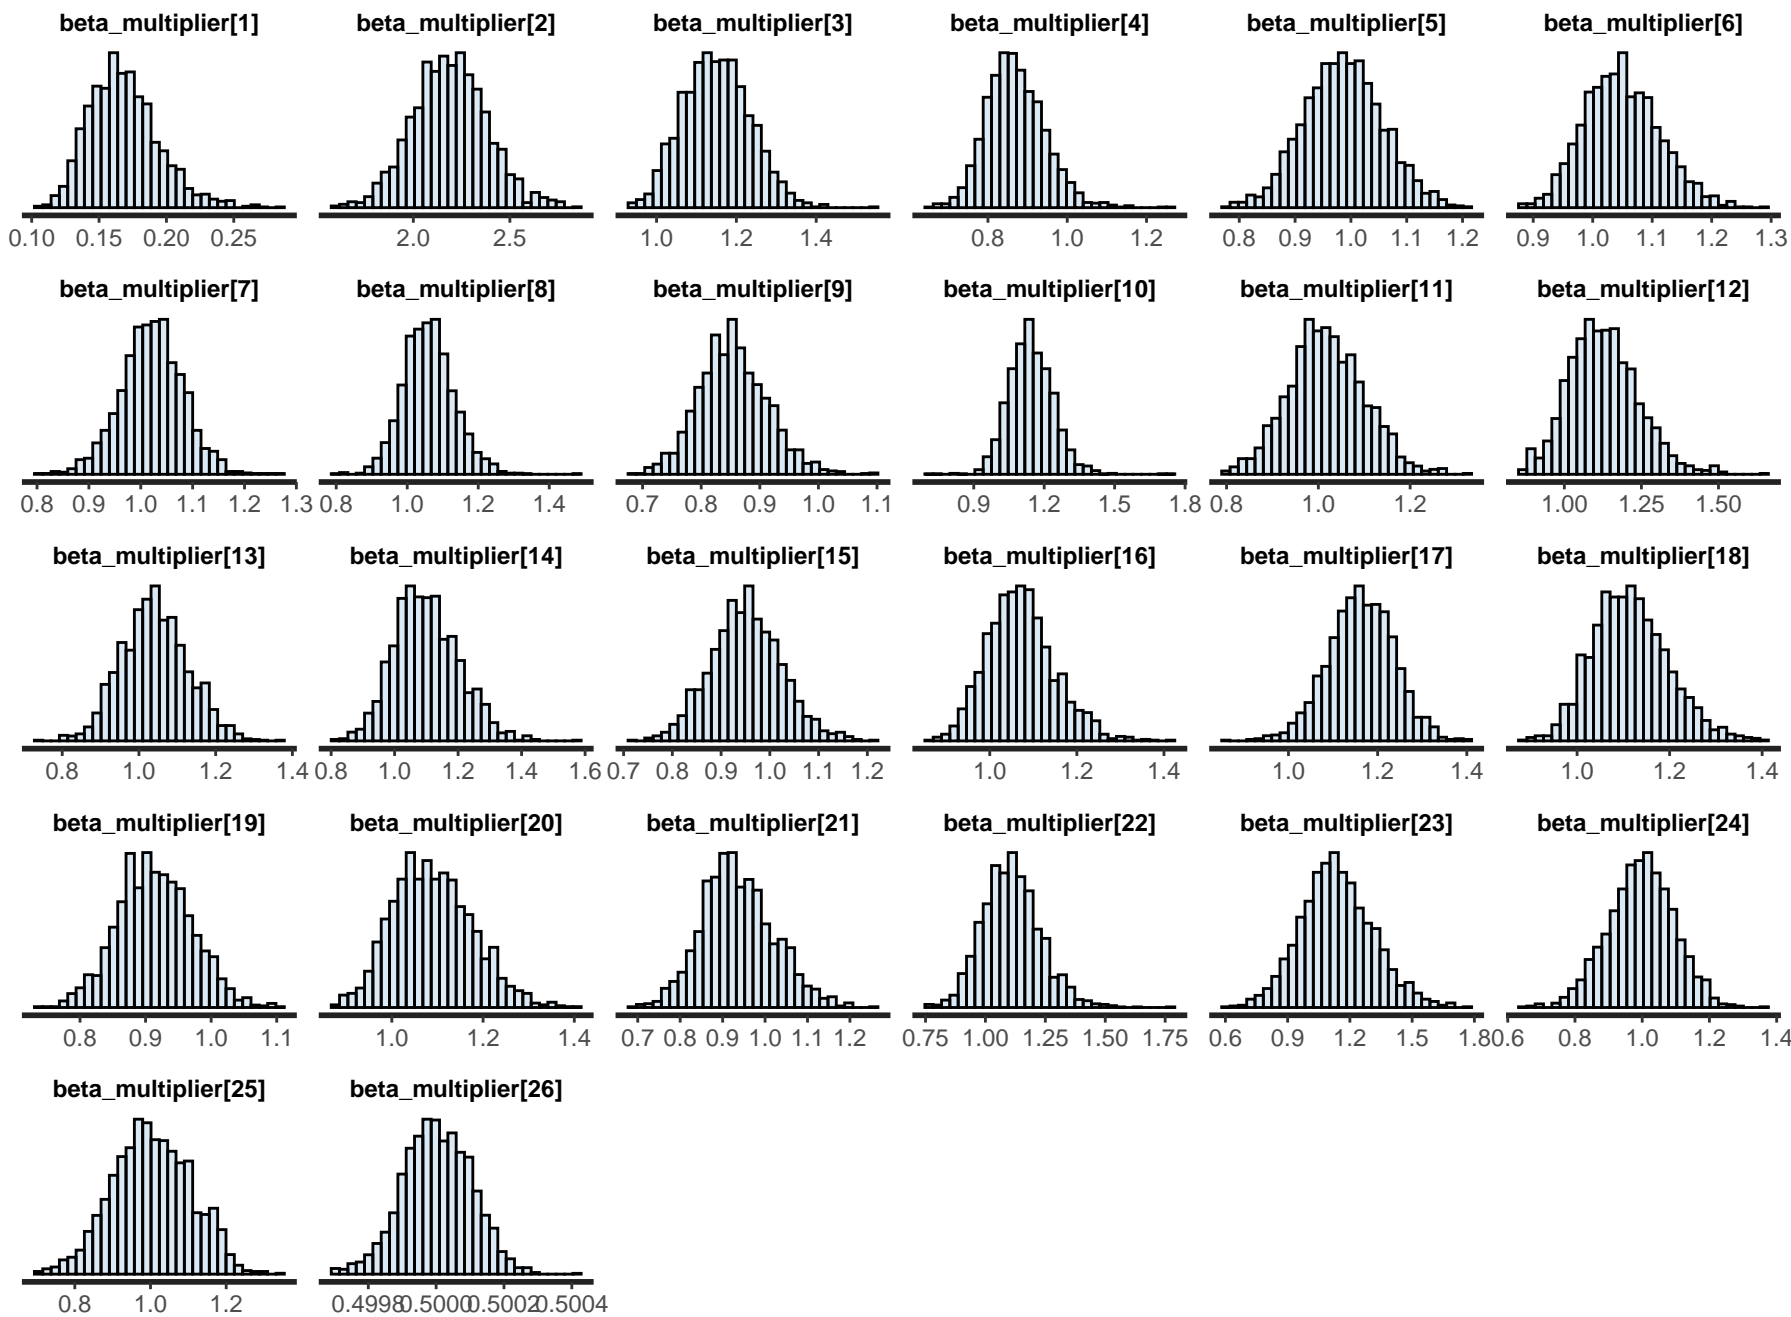 beta_multiplier[1] beta_multiplier[2] beta_multiplier[3] beta_multiplier[4] beta_multiplier[5] beta_multiplier[6]
0.10 0.15 0.20 0.25 2.0 2.5 1.0 1.2 1.4 0.8 1.0 1.2 0.8 0.9 1.0 1.1 1.2 0.9 1.0 1.1 1.2 1.3
beta_multiplier[7] beta_multiplier[8] beta_multiplier[9] beta_multiplier[10] beta_multiplier[11] beta_multiplier[12]
0.8 0.9 1.0 1.1 1.2 1.3 0.8 1.0 1.2 1.4 0.7 0.8 0.9 1.0 1.1 0.9 1.2 1.5 1.8 0.8 1.0 1.2 1.00 1.25 1.50
beta_multiplier[13] beta_multiplier[14] beta_multiplier[15] beta_multiplier[16] beta_multiplier[17] beta_multiplier[18]
0.8 1.0 1.2 1.4 0.8 1.0 1.2 1.4 1.6 0.7 0.8 0.9 1.0 1.1 1.2 1.0 1.2 1.4 1.0 1.2 1.4 1.0 1.2 1.4
beta_multiplier[19] beta_multiplier[20] beta_multiplier[21] beta_multiplier[22] beta_multiplier[23] beta_multiplier[24]
0.8 0.9 1.0 1.1 1.0 1.2 1.4 0.7 0.8 0.9 1.0 1.1 1.2 0.75 1.00 1.25 1.50 1.75 0.6 0.9 1.2 1.5 1.8 0.6 0.8 1.0 1.2 1.4
beta_multiplier[25] beta_multiplier[26]
0.8 1.0 1.2 0.4998 0.5000 0.5002 0.5004